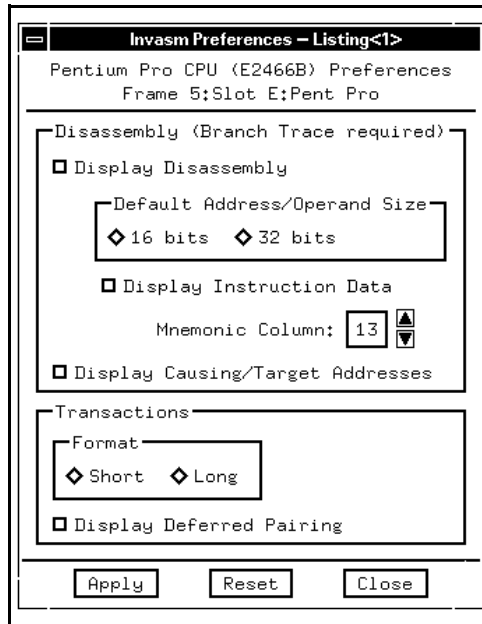 Invasm Preferences — Listing<1>
Pentium Pro CPU (E2466B) Preferences
Frame 5:Slot E:Pent Pro
Disassembly (Branch Trace required)
Display Disassembly
Default Address/Operand Size
16 bits 32 bits
Display Instruction Data
Mnemonic Column: 13
Display Causing/Target Addresses
Transactions
Format
Short Long
Display Deferred Pairing
Apply Reset Close